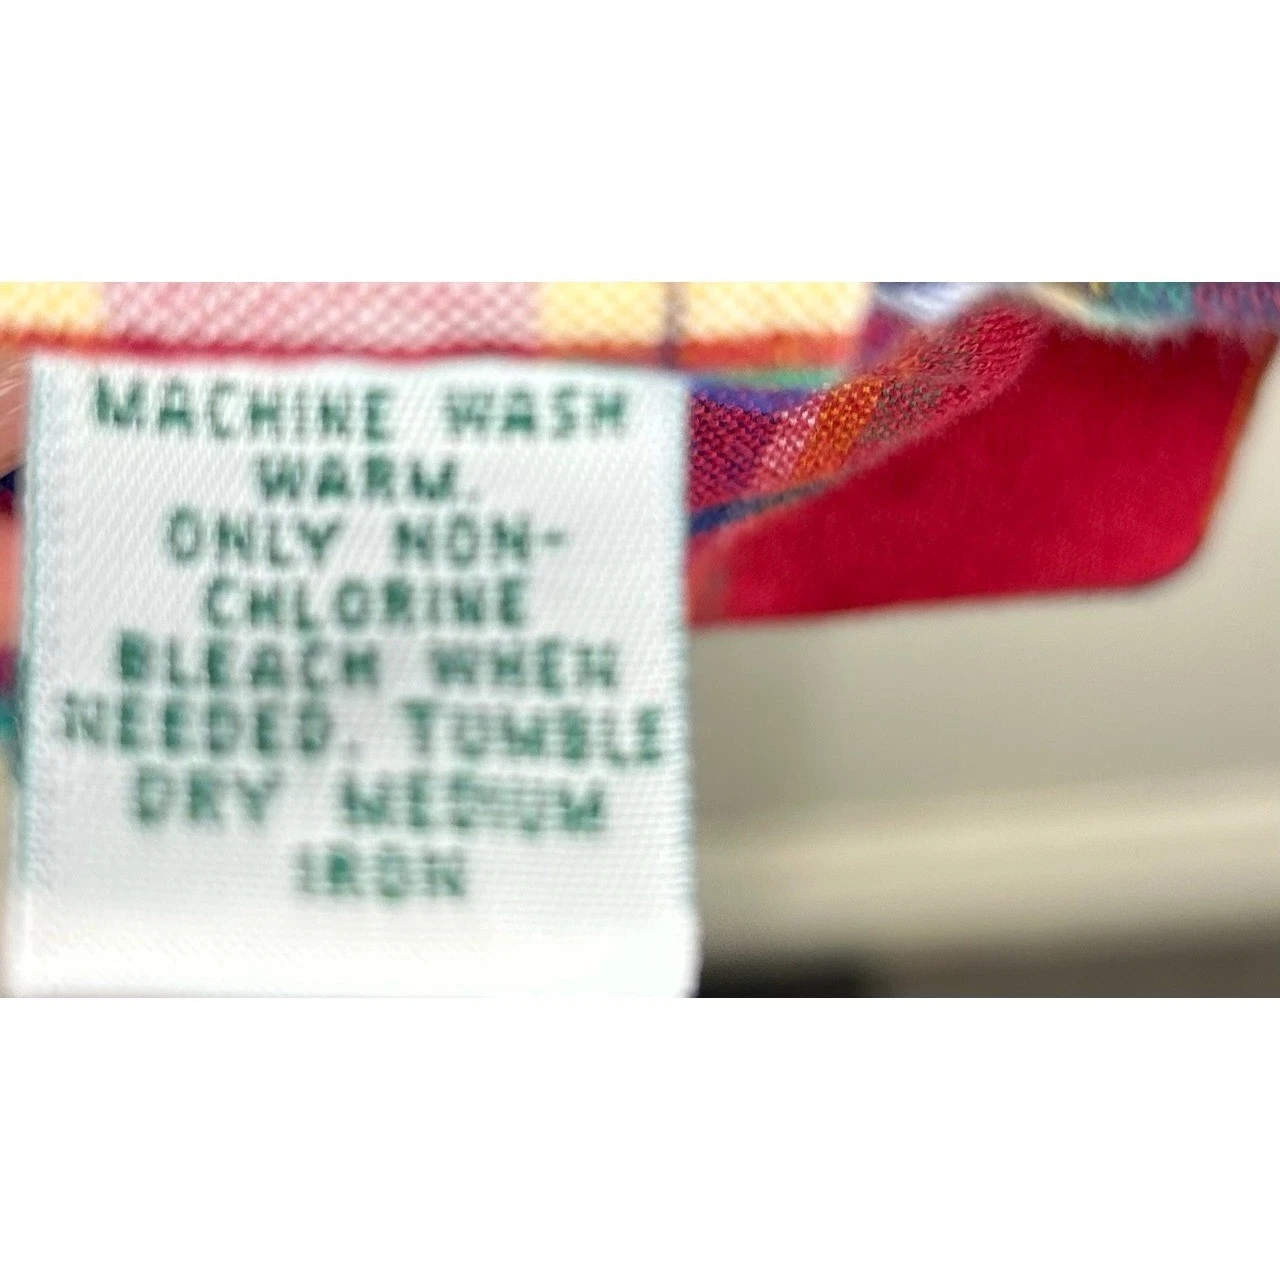 MACHINE WASH
WARM.
ONLY NON-
CHLORINE
BLEACH WHEN
NEEDED. TUMBLE
DRY MEDIUM
IRON